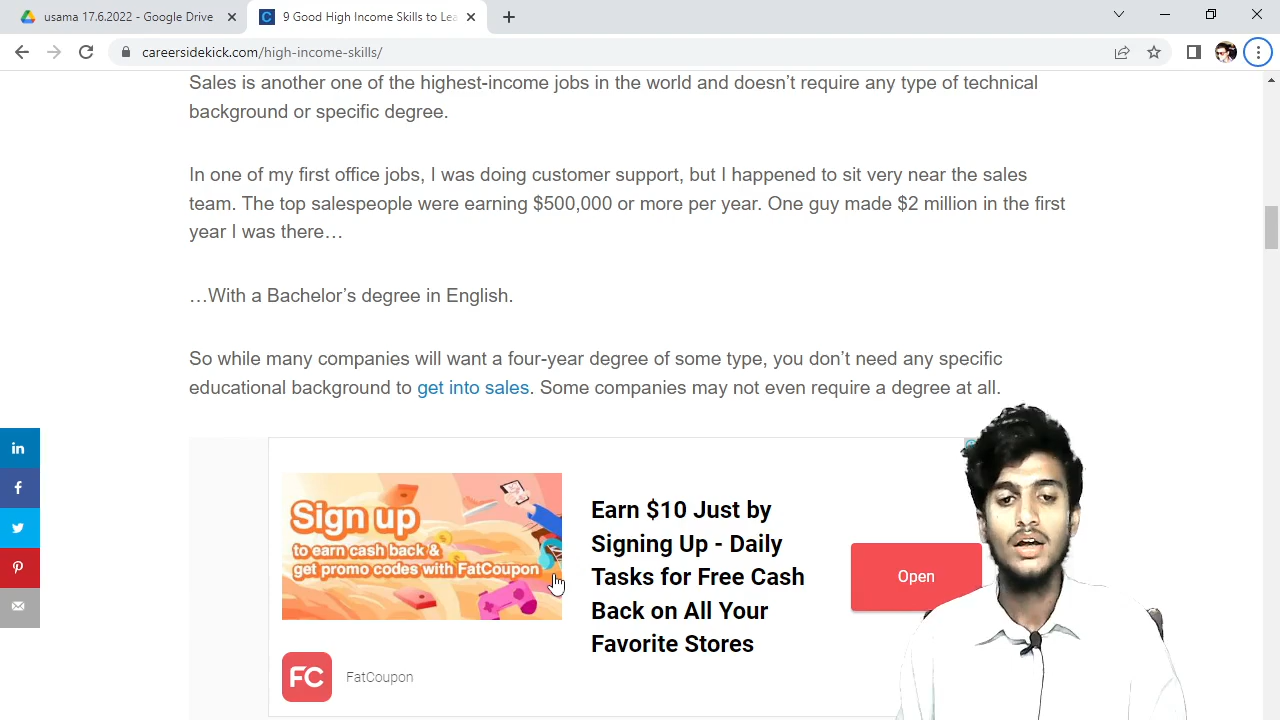 usama 17.6.2022 - Google Drive
9 Good High Income Skills to Lea
careersidekick.com/high-income-skills/
Sales is another one of the highest-income jobs in the world and doesn’t require any type of technical
background or specific degree.
In one of my first office jobs, I was doing customer support, but I happened to sit very near the sales
team. The top salespeople were earning $500,000 or more per year. One guy made $2 million in the first
year I was there…
…With a Bachelor’s degree in English.
So while many companies will want a four-year degree of some type, you don’t need any specific
educational background to get into sales. Some companies may not even require a degree at all.
Sign up
to earn cash back &
get promo codes with FatCoupon
Earn $10 Just by
Signing Up - Daily
Tasks for Free Cash
Back on All Your
Favorite Stores
Open
FC
FatCoupon